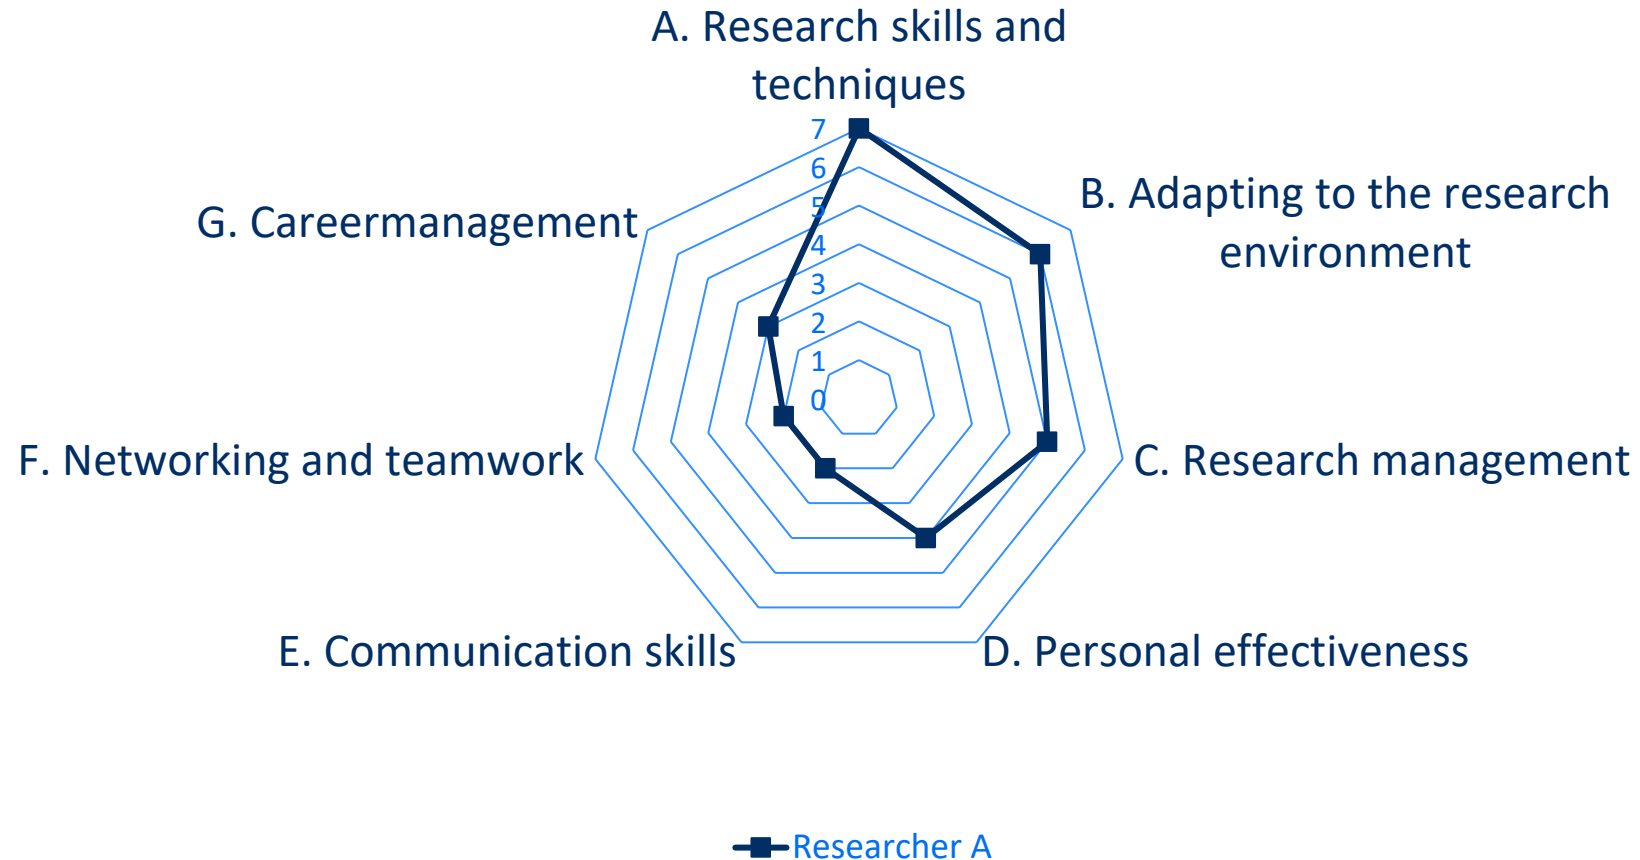 A. Research skills and
techniques
7
6
5
4
3
2
1
0
B. Adapting to the research
environment
G. Careermanagement
F. Networking and teamwork
C. Research management
E. Communication skills
D. Personal effectiveness
Researcher A